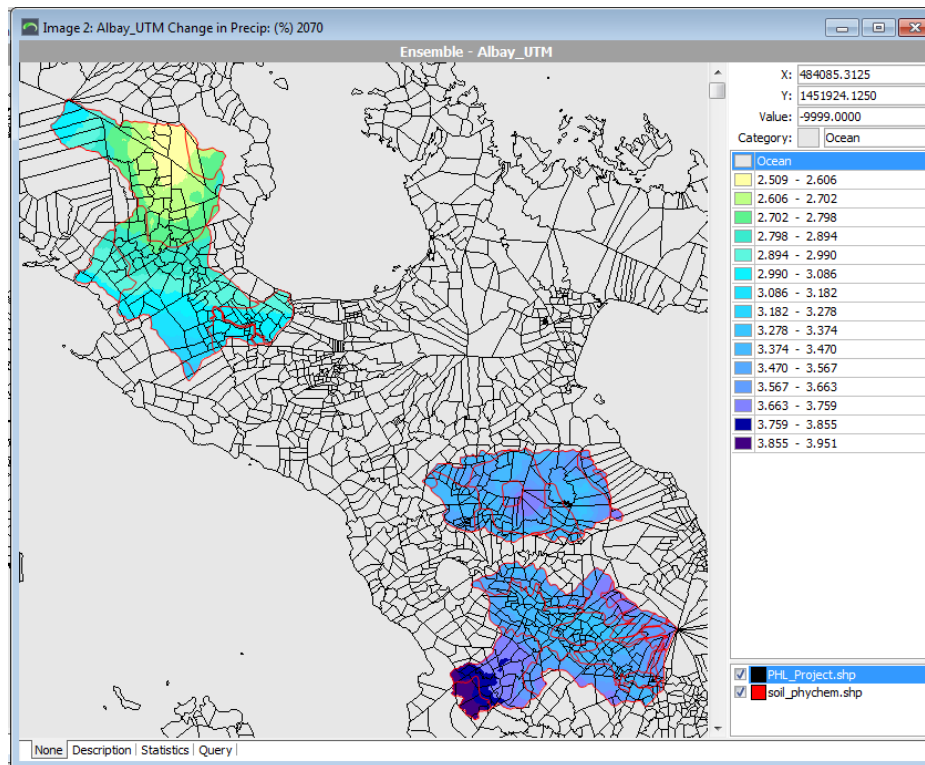 Image 2: Albay_UTM Change in Precip: (%) 2070
Ensemble - Albay_UTM
X: 484085.3125
Y: 1451924.1250
Value: -9999.0000
Category: Ocean
Ocean
2.509 - 2.606
2.606 - 2.702
2.702 - 2.798
2.798 - 2.894
2.894 - 2.990
2.990 - 3.086
3.086 - 3.182
3.182 - 3.278
3.278 - 3.374
3.374 - 3.470
3.470 - 3.567
3.567 - 3.663
3.663 - 3.759
3.759 - 3.855
3.855 - 3.951
PHL_Project.shp
soil_phychem.shp
None Description Statistics Query